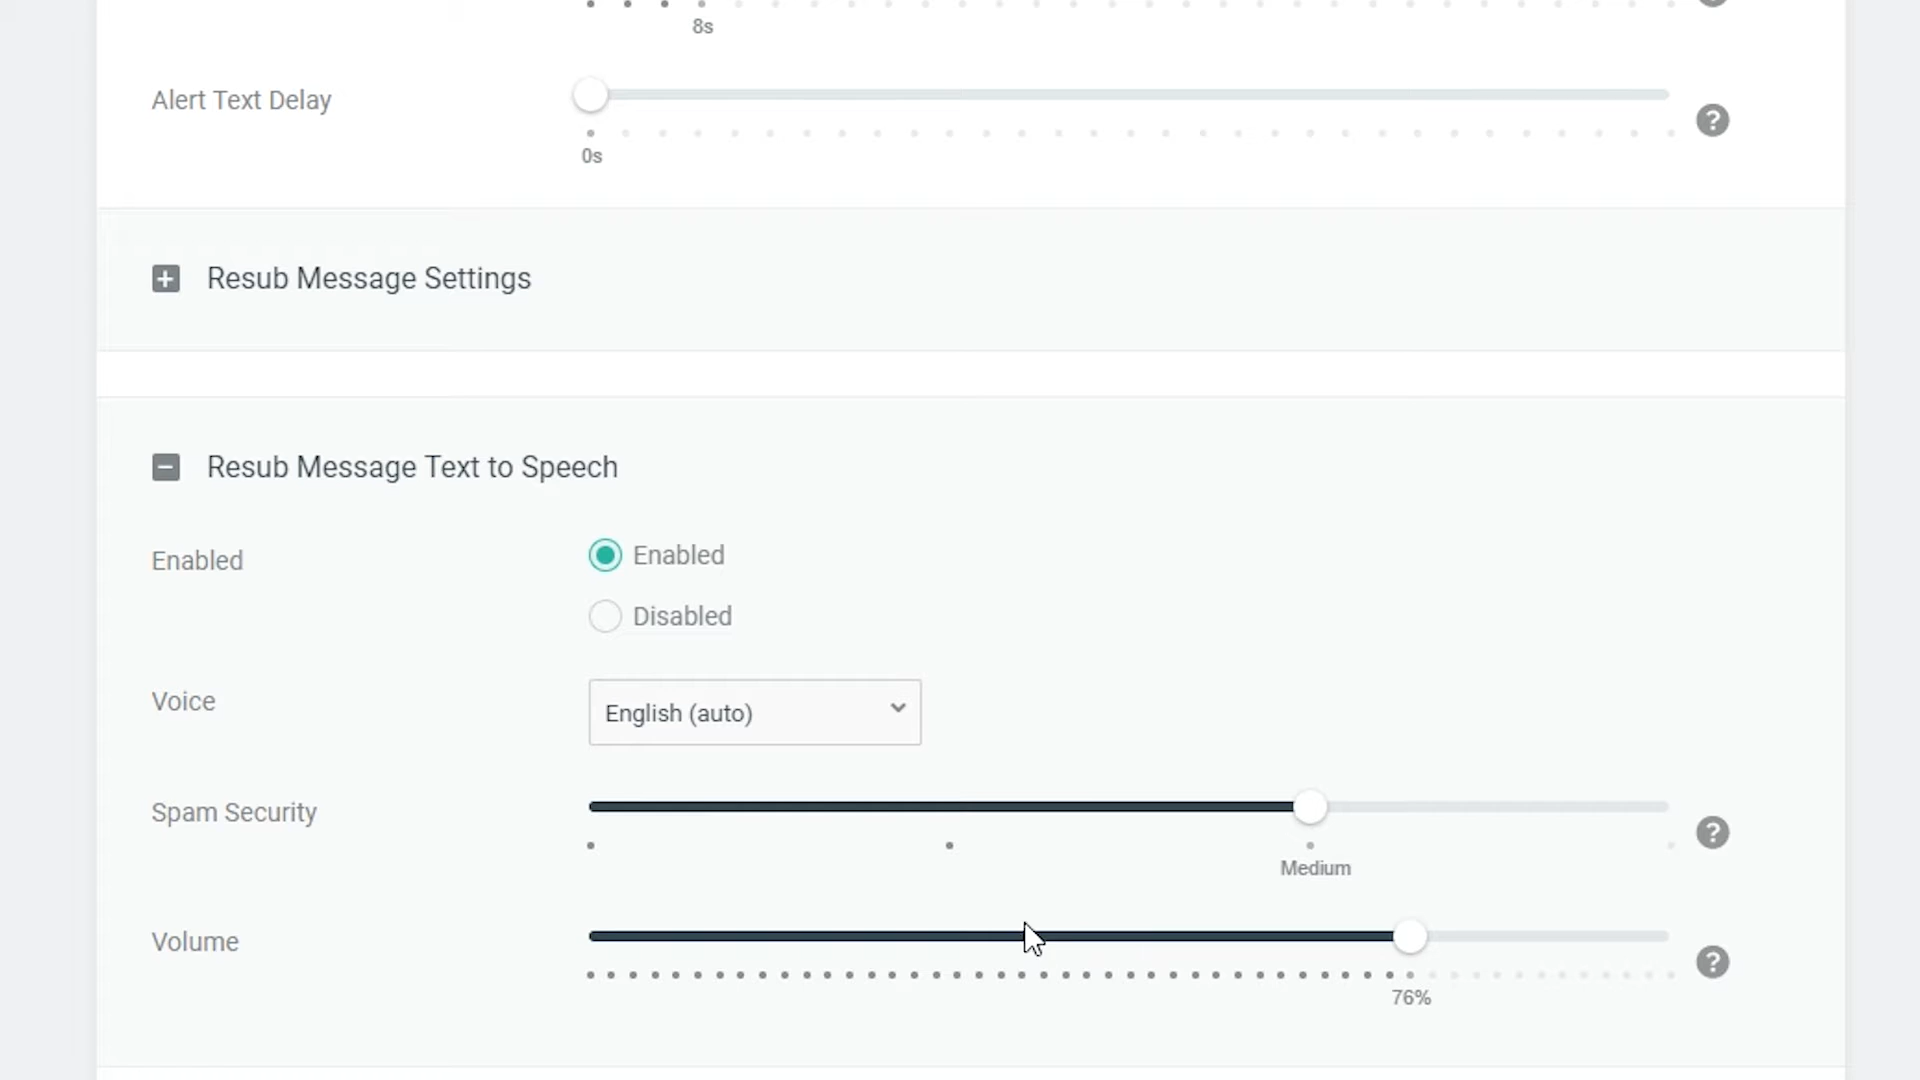 8s
Alert Text Delay
?
0s
Resub Message Settings
Resub Message Text to Speech
Enabled
Enabled
Disabled
Voice
English (auto)
Spam Security
?
Medium
Volume
?
76%